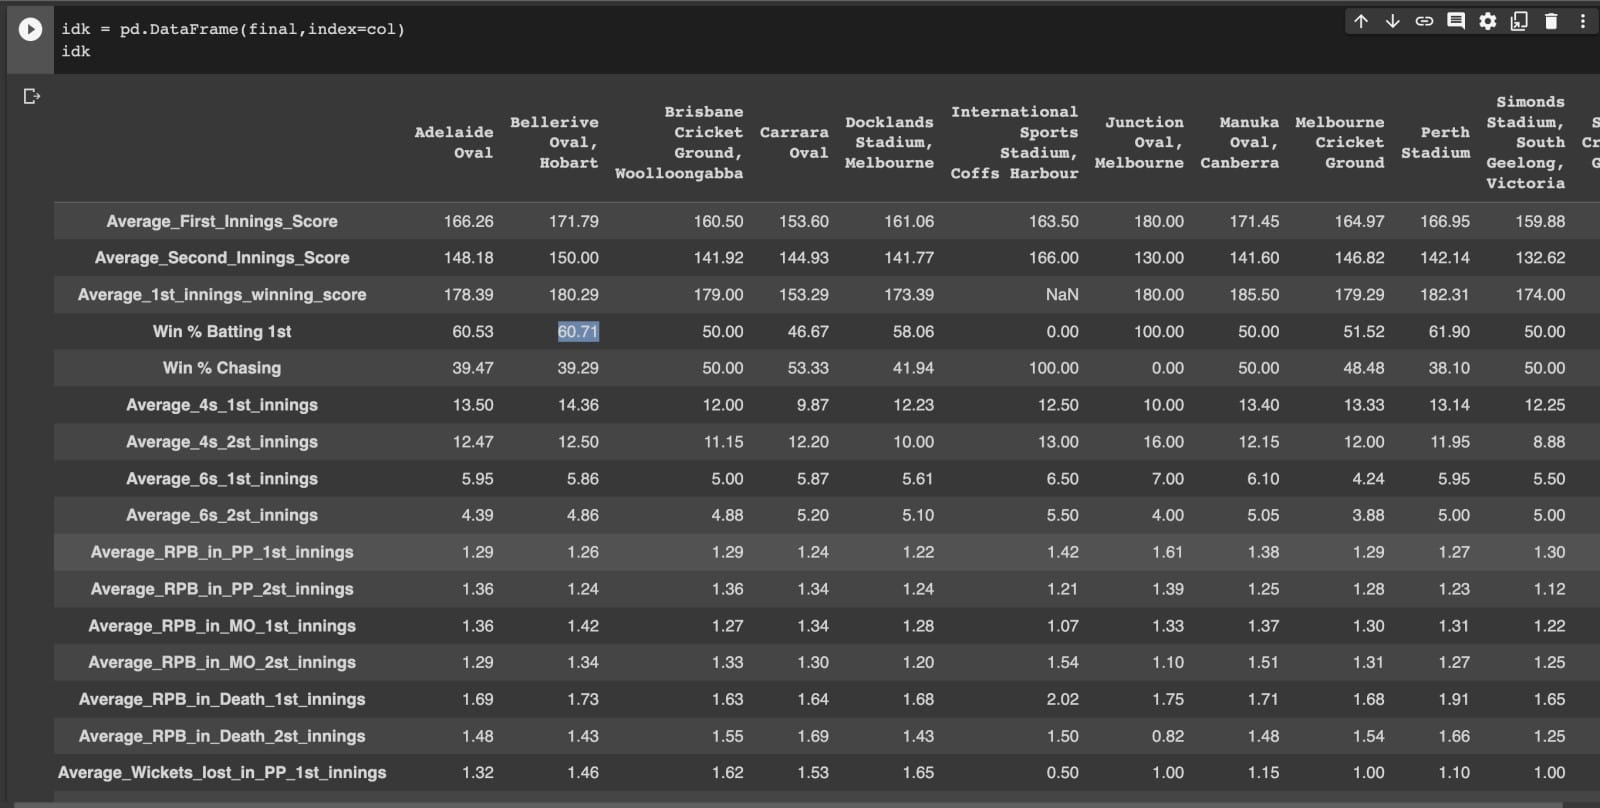 idk = pd.DataFrame(final,index=col)
idk
Adelaide Oval Bellerive Oval, Hobart Brisbane Cricket Ground, Woolloongabba Carrara Oval Docklands Stadium, Melbourne International Sports Stadium, Coffs Harbour Junction Oval, Melbourne Manuka Oval, Canberra Melbourne Cricket Ground Perth Stadium Simonds Stadium, South Geelong, Victoria
Average_First_Innings_Score 166.26 171.79 160.50 153.60 161.06 163.50 180.00 171.45 164.97 166.95 159.88
Average_Second_Innings_Score 148.18 150.00 141.92 144.93 141.77 166.00 130.00 141.60 146.82 142.14 132.62
Average_1st_innings_winning_score 178.39 180.29 179.00 153.29 173.39 NaN 180.00 185.50 179.29 182.31 174.00
Win % Batting 1st 60.53 60.71 50.00 46.67 58.06 0.00 100.00 50.00 51.52 61.90 50.00
Win % Chasing 39.47 39.29 50.00 53.33 41.94 100.00 0.00 50.00 48.48 38.10 50.00
Average_4s_1st_innings 13.50 14.36 12.00 9.87 12.23 12.50 10.00 13.40 13.33 13.14 12.25
Average_4s_2st_innings 12.47 12.50 11.15 12.20 10.00 13.00 16.00 12.15 12.00 11.95 8.88
Average_6s_1st_innings 5.95 5.86 5.00 5.87 5.61 6.50 7.00 6.10 4.24 5.95 5.50
Average_6s_2st_innings 4.39 4.86 4.88 5.20 5.10 5.50 4.00 5.05 3.88 5.00 5.00
Average_RPB_in_PP_1st_innings 1.29 1.26 1.29 1.24 1.22 1.42 1.61 1.38 1.29 1.27 1.30
Average_RPB_in_PP_2st_innings 1.36 1.24 1.36 1.34 1.24 1.21 1.39 1.25 1.28 1.23 1.12
Average_RPB_in_MO_1st_innings 1.36 1.42 1.27 1.34 1.28 1.07 1.33 1.37 1.30 1.31 1.22
Average_RPB_in_MO_2st_innings 1.29 1.34 1.33 1.30 1.20 1.54 1.10 1.51 1.31 1.27 1.25
Average_RPB_in_Death_1st_innings 1.69 1.73 1.63 1.64 1.68 2.02 1.75 1.71 1.68 1.91 1.65
Average_RPB_in_Death_2st_innings 1.48 1.43 1.55 1.69 1.43 1.50 0.82 1.48 1.54 1.66 1.25
Average_Wickets_lost_in_PP_1st_innings 1.32 1.46 1.62 1.53 1.65 0.50 1.00 1.15 1.00 1.10 1.00